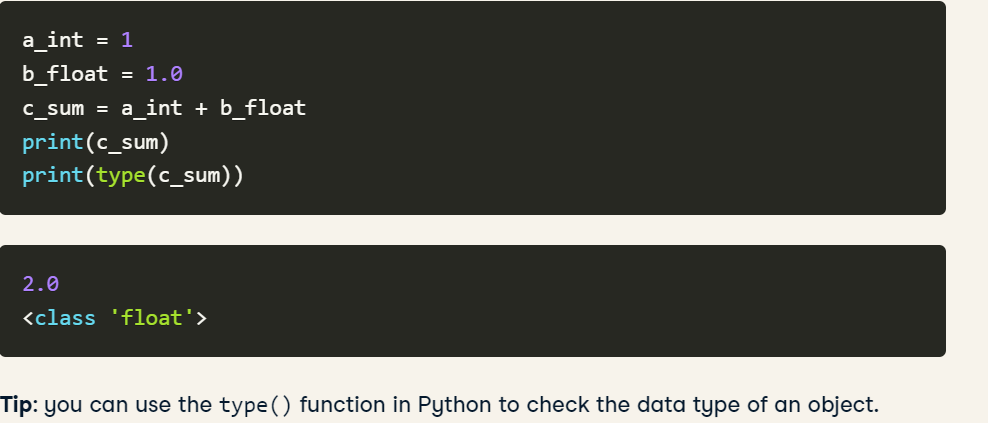 a_int = 1
b_float = 1.0
c_sum = a_int + b_float
print(c_sum)
print(type(c_sum))
2.0
<class 'float'>
Tip: you can use the type() function in Python to check the data type of an object.